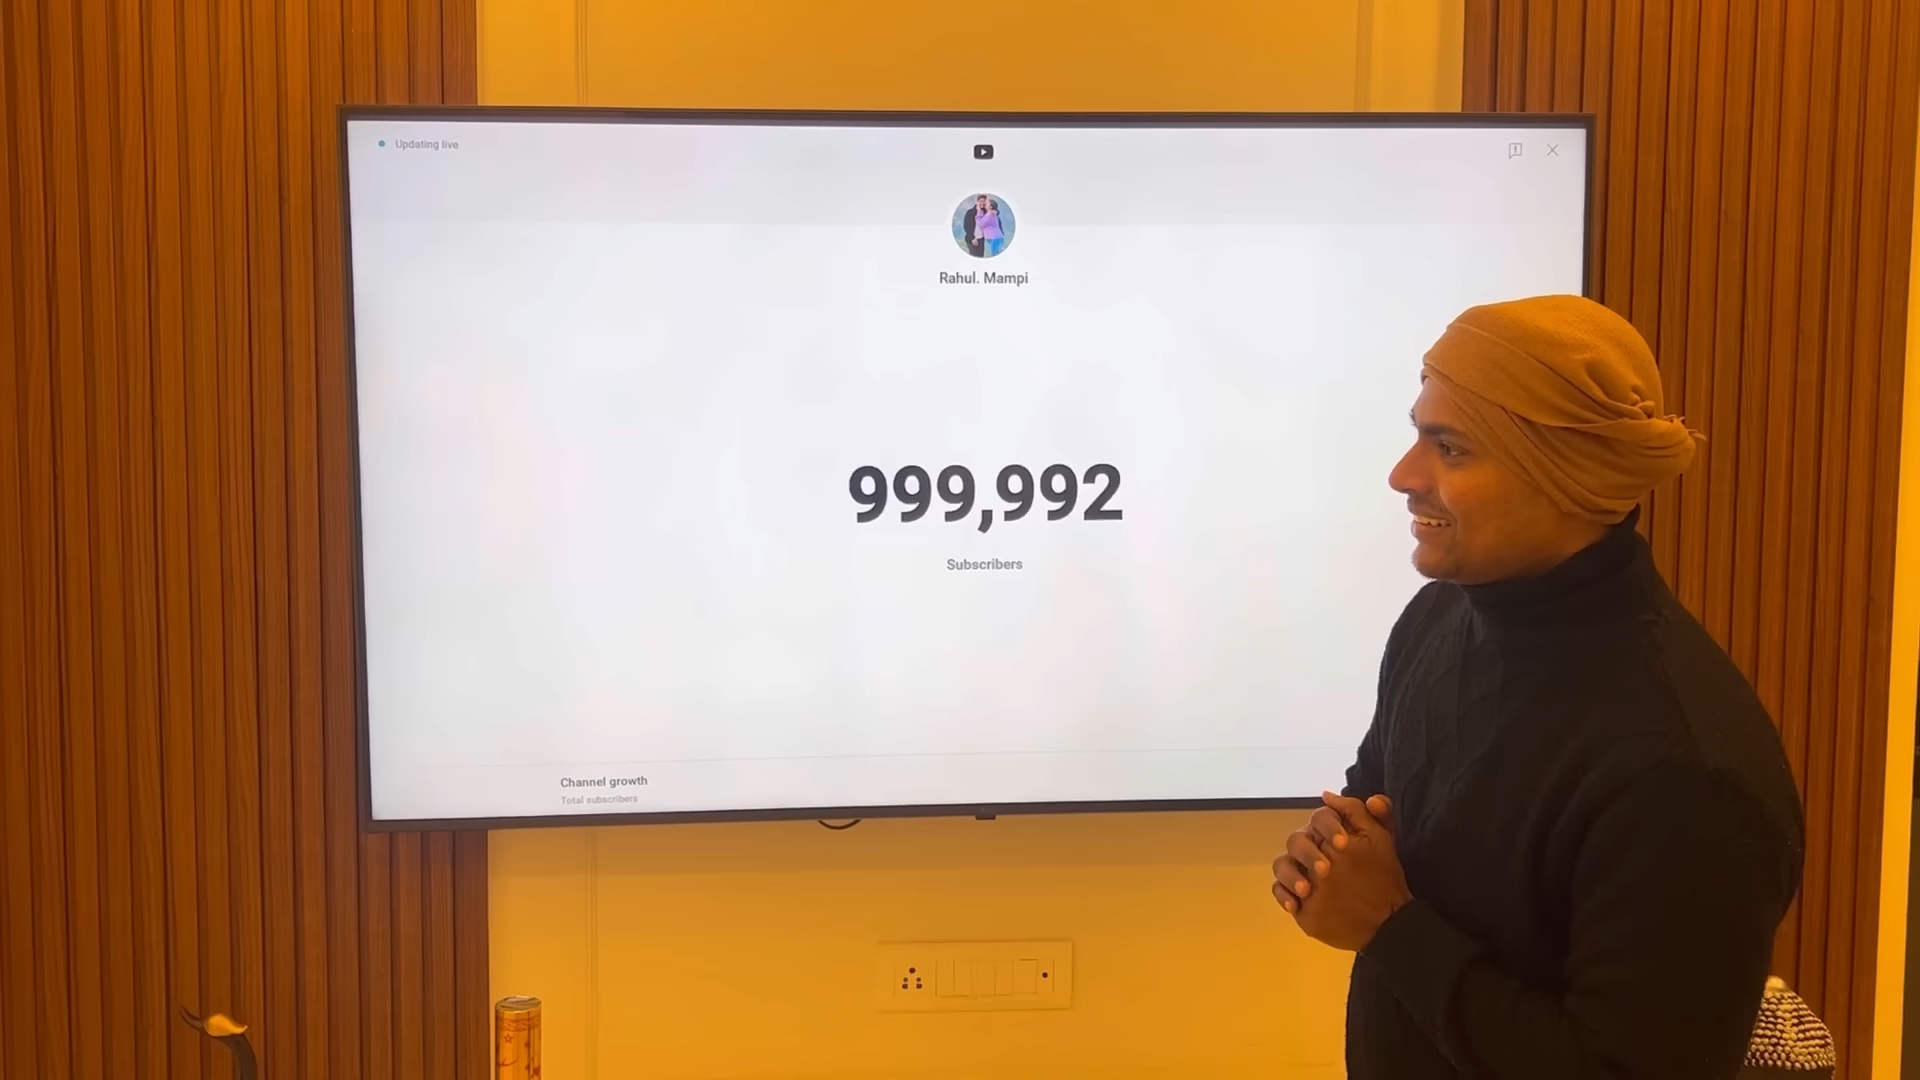 Updating live
Rahul. Mampi
999,992
Subscribers
Channel growth
Total subscribers